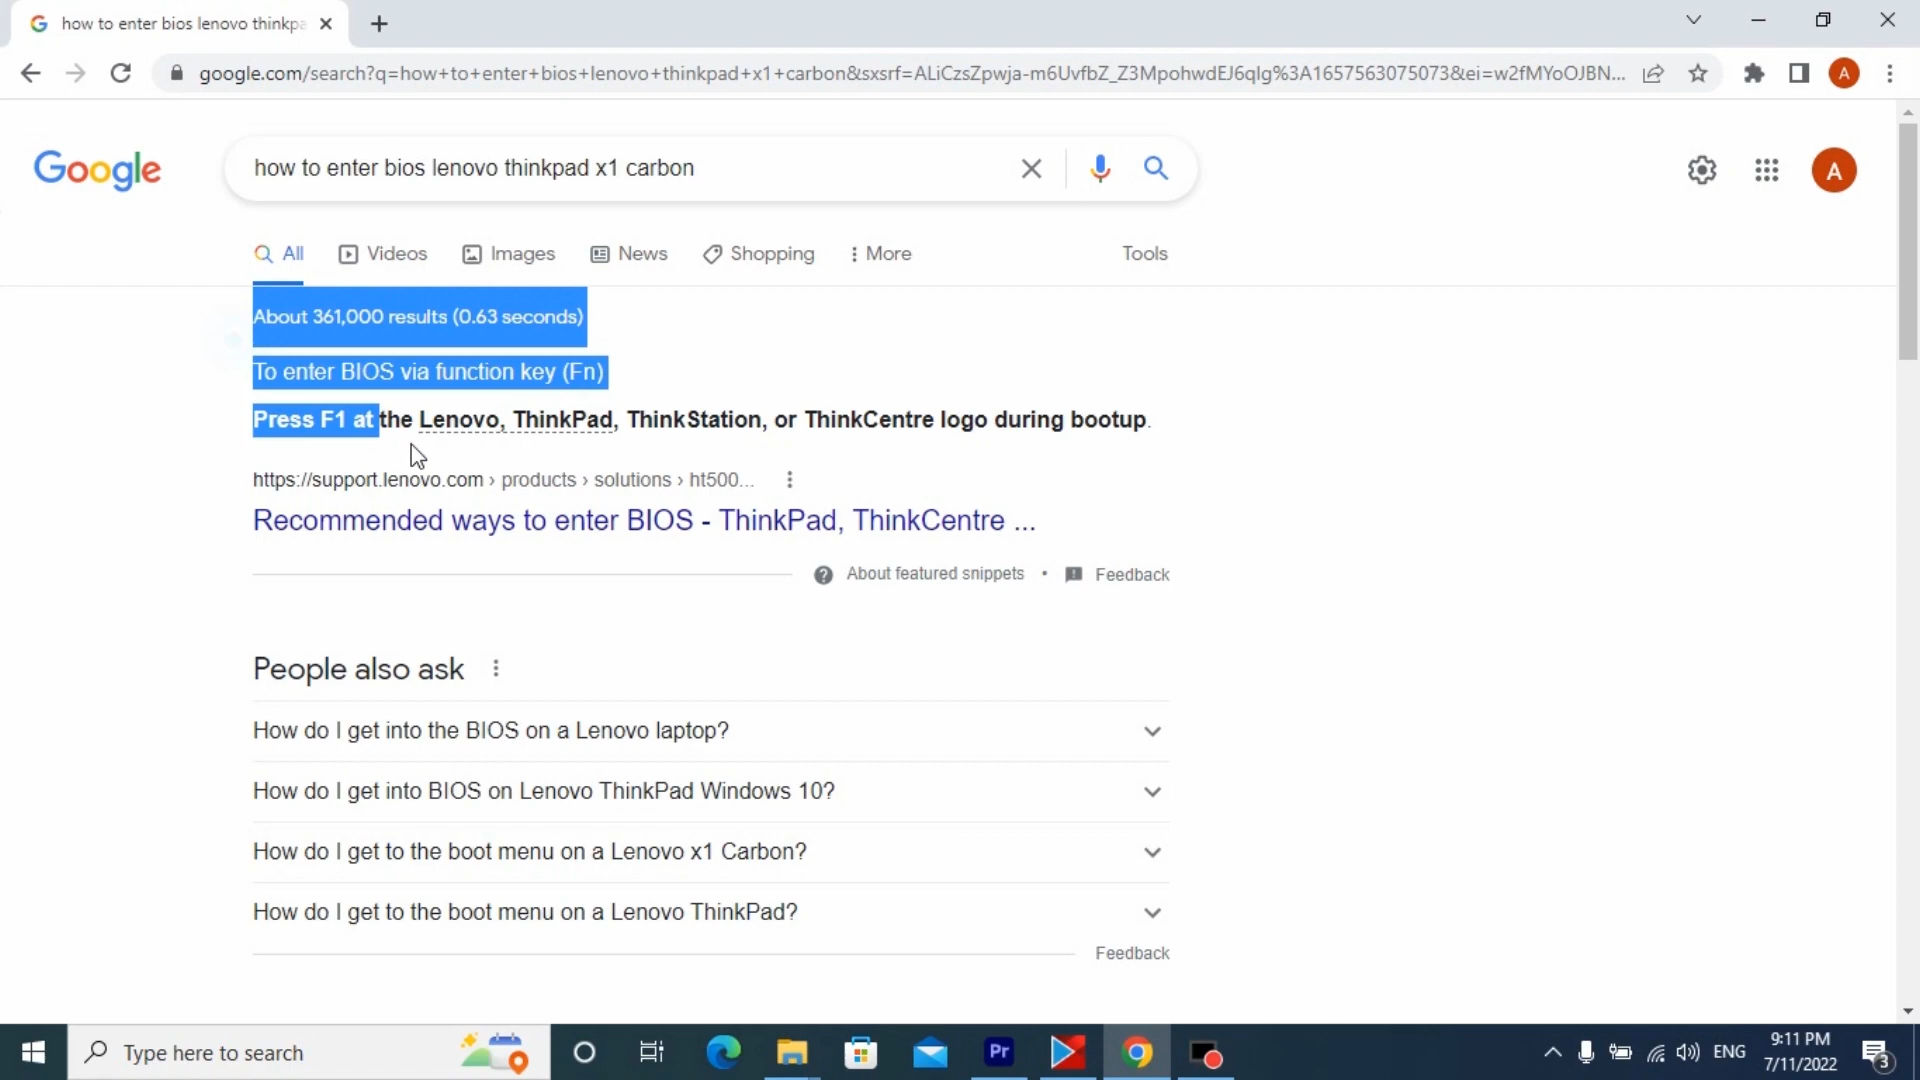 how to enter bios lenovo thinkpa
google.com/search?q=how+to+enter+bios+lenovo+thinkpad+x1+carbon&sxsrf=ALiCzsZpwja-m6UvfbZ_Z3MpohwdEJ6qlg%3A1657563075073&ei=w2fMYoOJBN...
A
Google
how to enter bios lenovo thinkpad x1 carbon
A
All
Videos
Images
News
Shopping
More
Tools
About 361,000 results (0.63 seconds)
To enter BIOS via function key (Fn)
Press F1 at the Lenovo, ThinkPad, ThinkStation, or ThinkCentre logo during bootup.
https://support.lenovo.com › products › solutions › ht500...
Recommended ways to enter BIOS - ThinkPad, ThinkCentre ...
About featured snippets • Feedback
People also ask
How do I get into the BIOS on a Lenovo laptop?
How do I get into BIOS on Lenovo ThinkPad Windows 10?
How do I get to the boot menu on a Lenovo x1 Carbon?
How do I get to the boot menu on a Lenovo ThinkPad?
Feedback
Type here to search
Pr
ENG
9:11 PM
7/11/2022
3